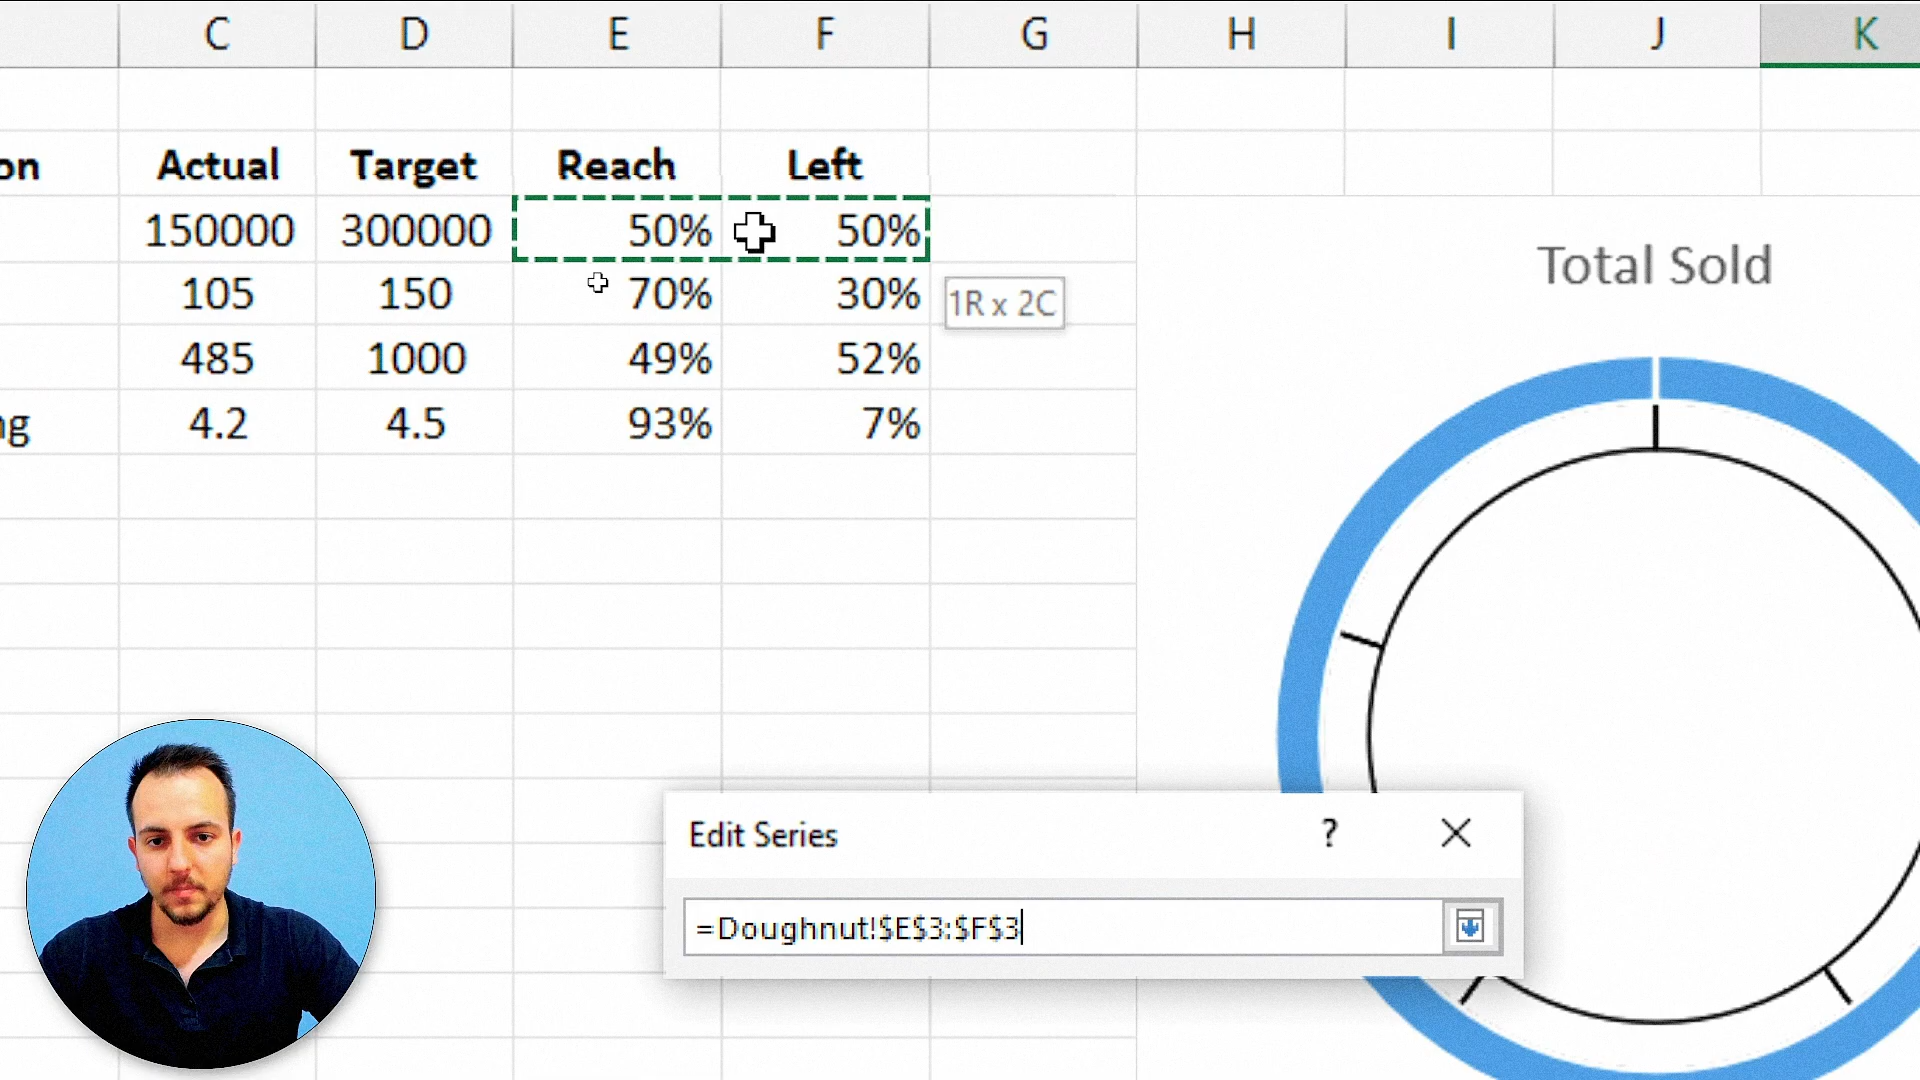 C D E F G H I J K
on Actual Target Reach Left
150000 300000 50% 50%
Total Sold
105 150 70% 30%
1R x 2C
485 1000 49% 52%
ng 4.2 4.5 93% 7%
Edit Series ?
=Doughnut!$E$3:$F$3